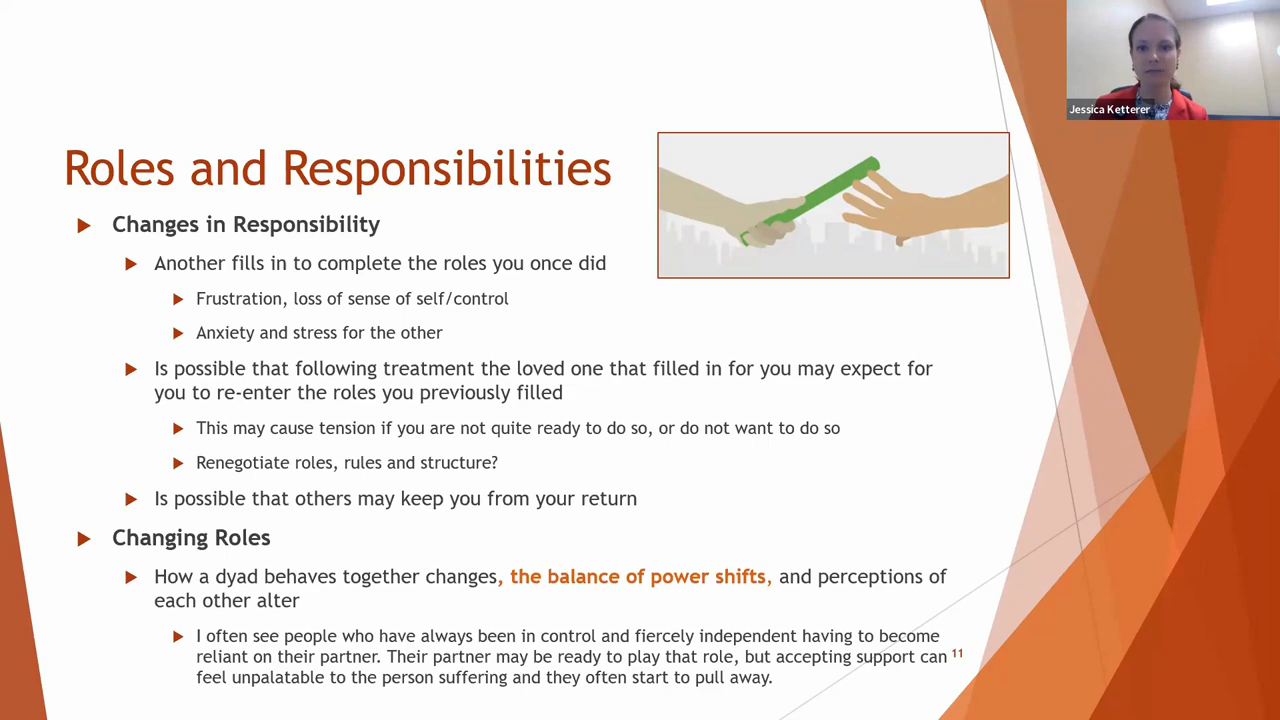 Jessica Ketterer
Roles and Responsibilities
Changes in Responsibility
Another fills in to complete the roles you once did
Frustration, loss of sense of self/control
Anxiety and stress for the other
Is possible that following treatment the loved one that filled in for you may expect for
you to re-enter the roles you previously filled
This may cause tension if you are not quite ready to do so, or do not want to do so
Renegotiate roles, rules and structure?
Is possible that others may keep you from your return
Changing Roles
How a dyad behaves together changes, the balance of power shifts, and perceptions of
each other alter
I often see people who have always been in control and fiercely independent having to become
reliant on their partner. Their partner may be ready to play that role, but accepting support can
feel unpalatable to the person suffering and they often start to pull away.
11